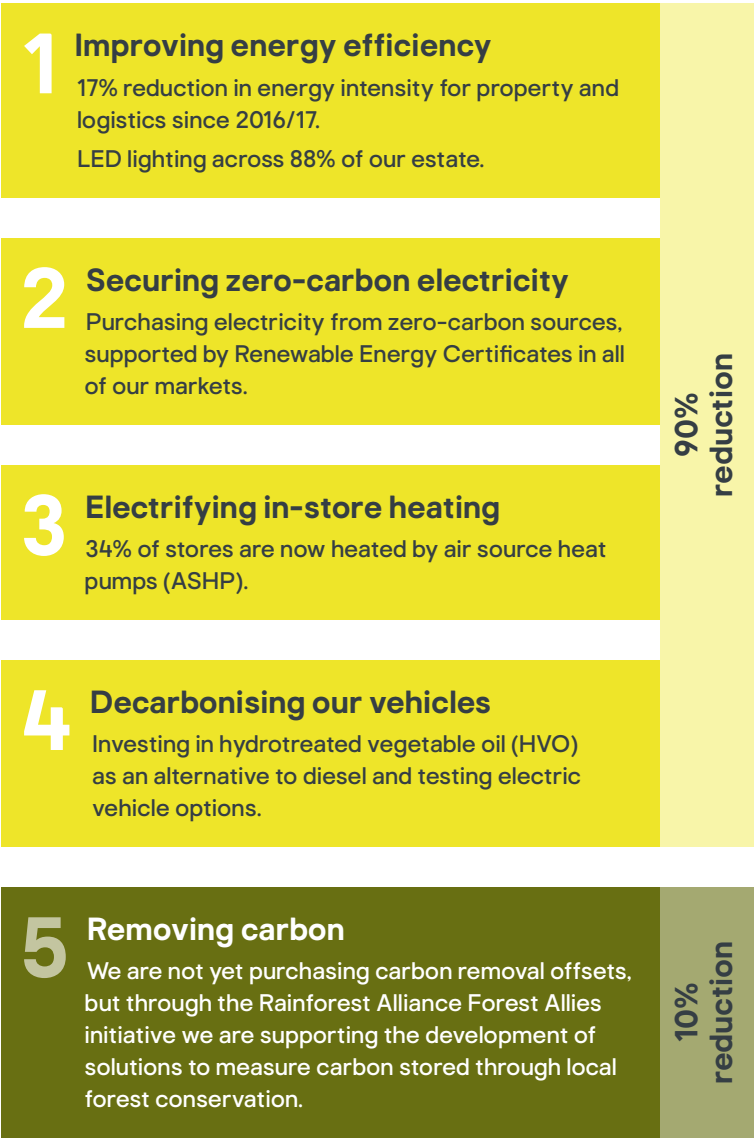 1
Improving energy efficiency
17% reduction in energy intensity for property and
logistics since 2016/17.
LED lighting across 88% of our estate.
2
Securing zero-carbon electricity
Purchasing electricity from zero-carbon sources,
supported by Renewable Energy Certificates in all
of our markets.
3
Electrifying in-store heating
34% of stores are now heated by air source heat
pumps (ASHP).
4
Decarbonising our vehicles
Investing in hydrotreated vegetable oil (HVO)
as an alternative to diesel and testing electric
vehicle options.
90%
reduction
5
Removing carbon
We are not yet purchasing carbon removal offsets,
but through the Rainforest Alliance Forest Allies
initiative we are supporting the development of
solutions to measure carbon stored through local
forest conservation.
10%
reduction